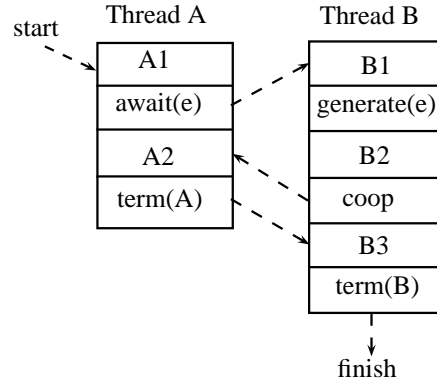 Thread A
Thread B
start
A1
await(e)
A2
term(A)
B1
generate(e)
B2
coop
B3
term(B)
finish